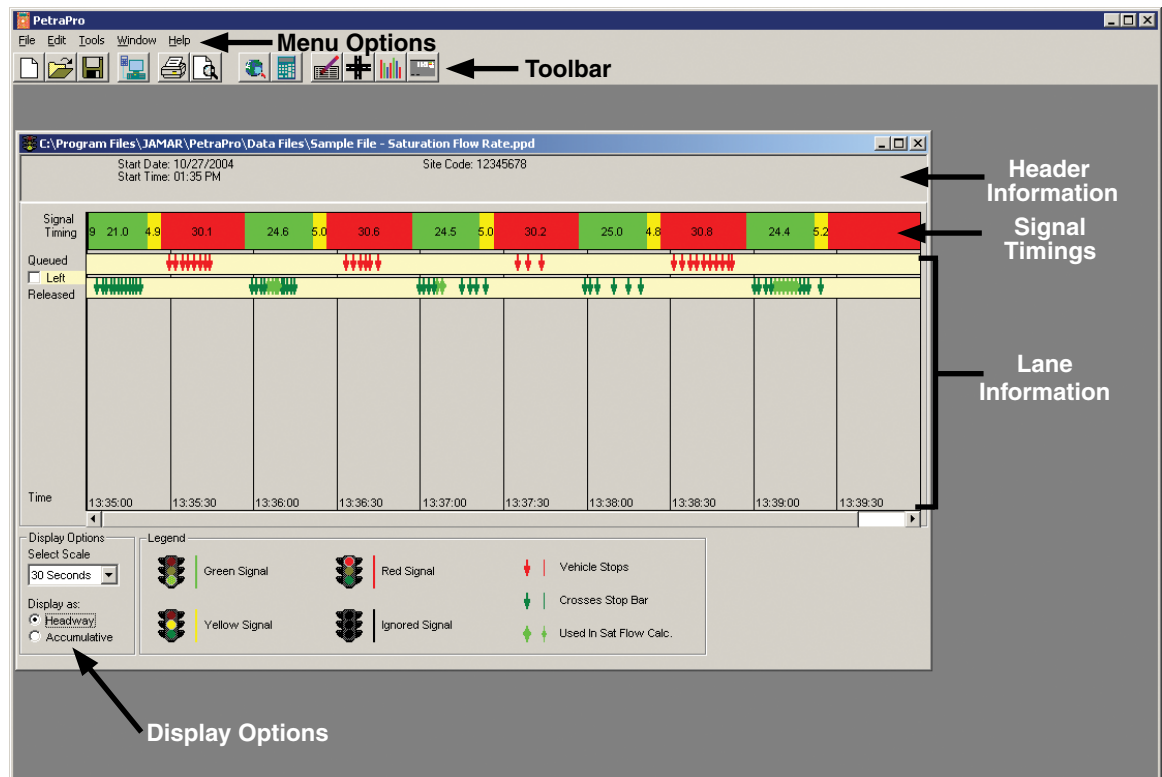 PetraPro
File Edit Tools Window Help
Menu Options
Toolbar
C:\Program Files\JAMAR\PetraPro\Data Files\Sample File - Saturation Flow Rate.ppd
Start Date: 10/27/2004
Site Code: 12345678
Start Time: 01:35 PM
Header
Information
Signal
Timing
9 21.0 4.9 30.1 24.6 5.0 30.6 24.5 5.0 30.2 25.0 4.8 30.8 24.4 5.2
Signal
Timings
Queued
Left
Released
Lane
Information
Time
13:35:00 13:35:30 13:36:00 13:36:30 13:37:00 13:37:30 13:38:00 13:38:30 13:39:00 13:39:30
Display Options
Select Scale
30 Seconds
Display as:
Headway
Accumulative
Legend
Green Signal
Red Signal
Vehicle Stops
Crosses Stop Bar
Yellow Signal
Ignored Signal
Used In Sat Flow Calc.
Display Options